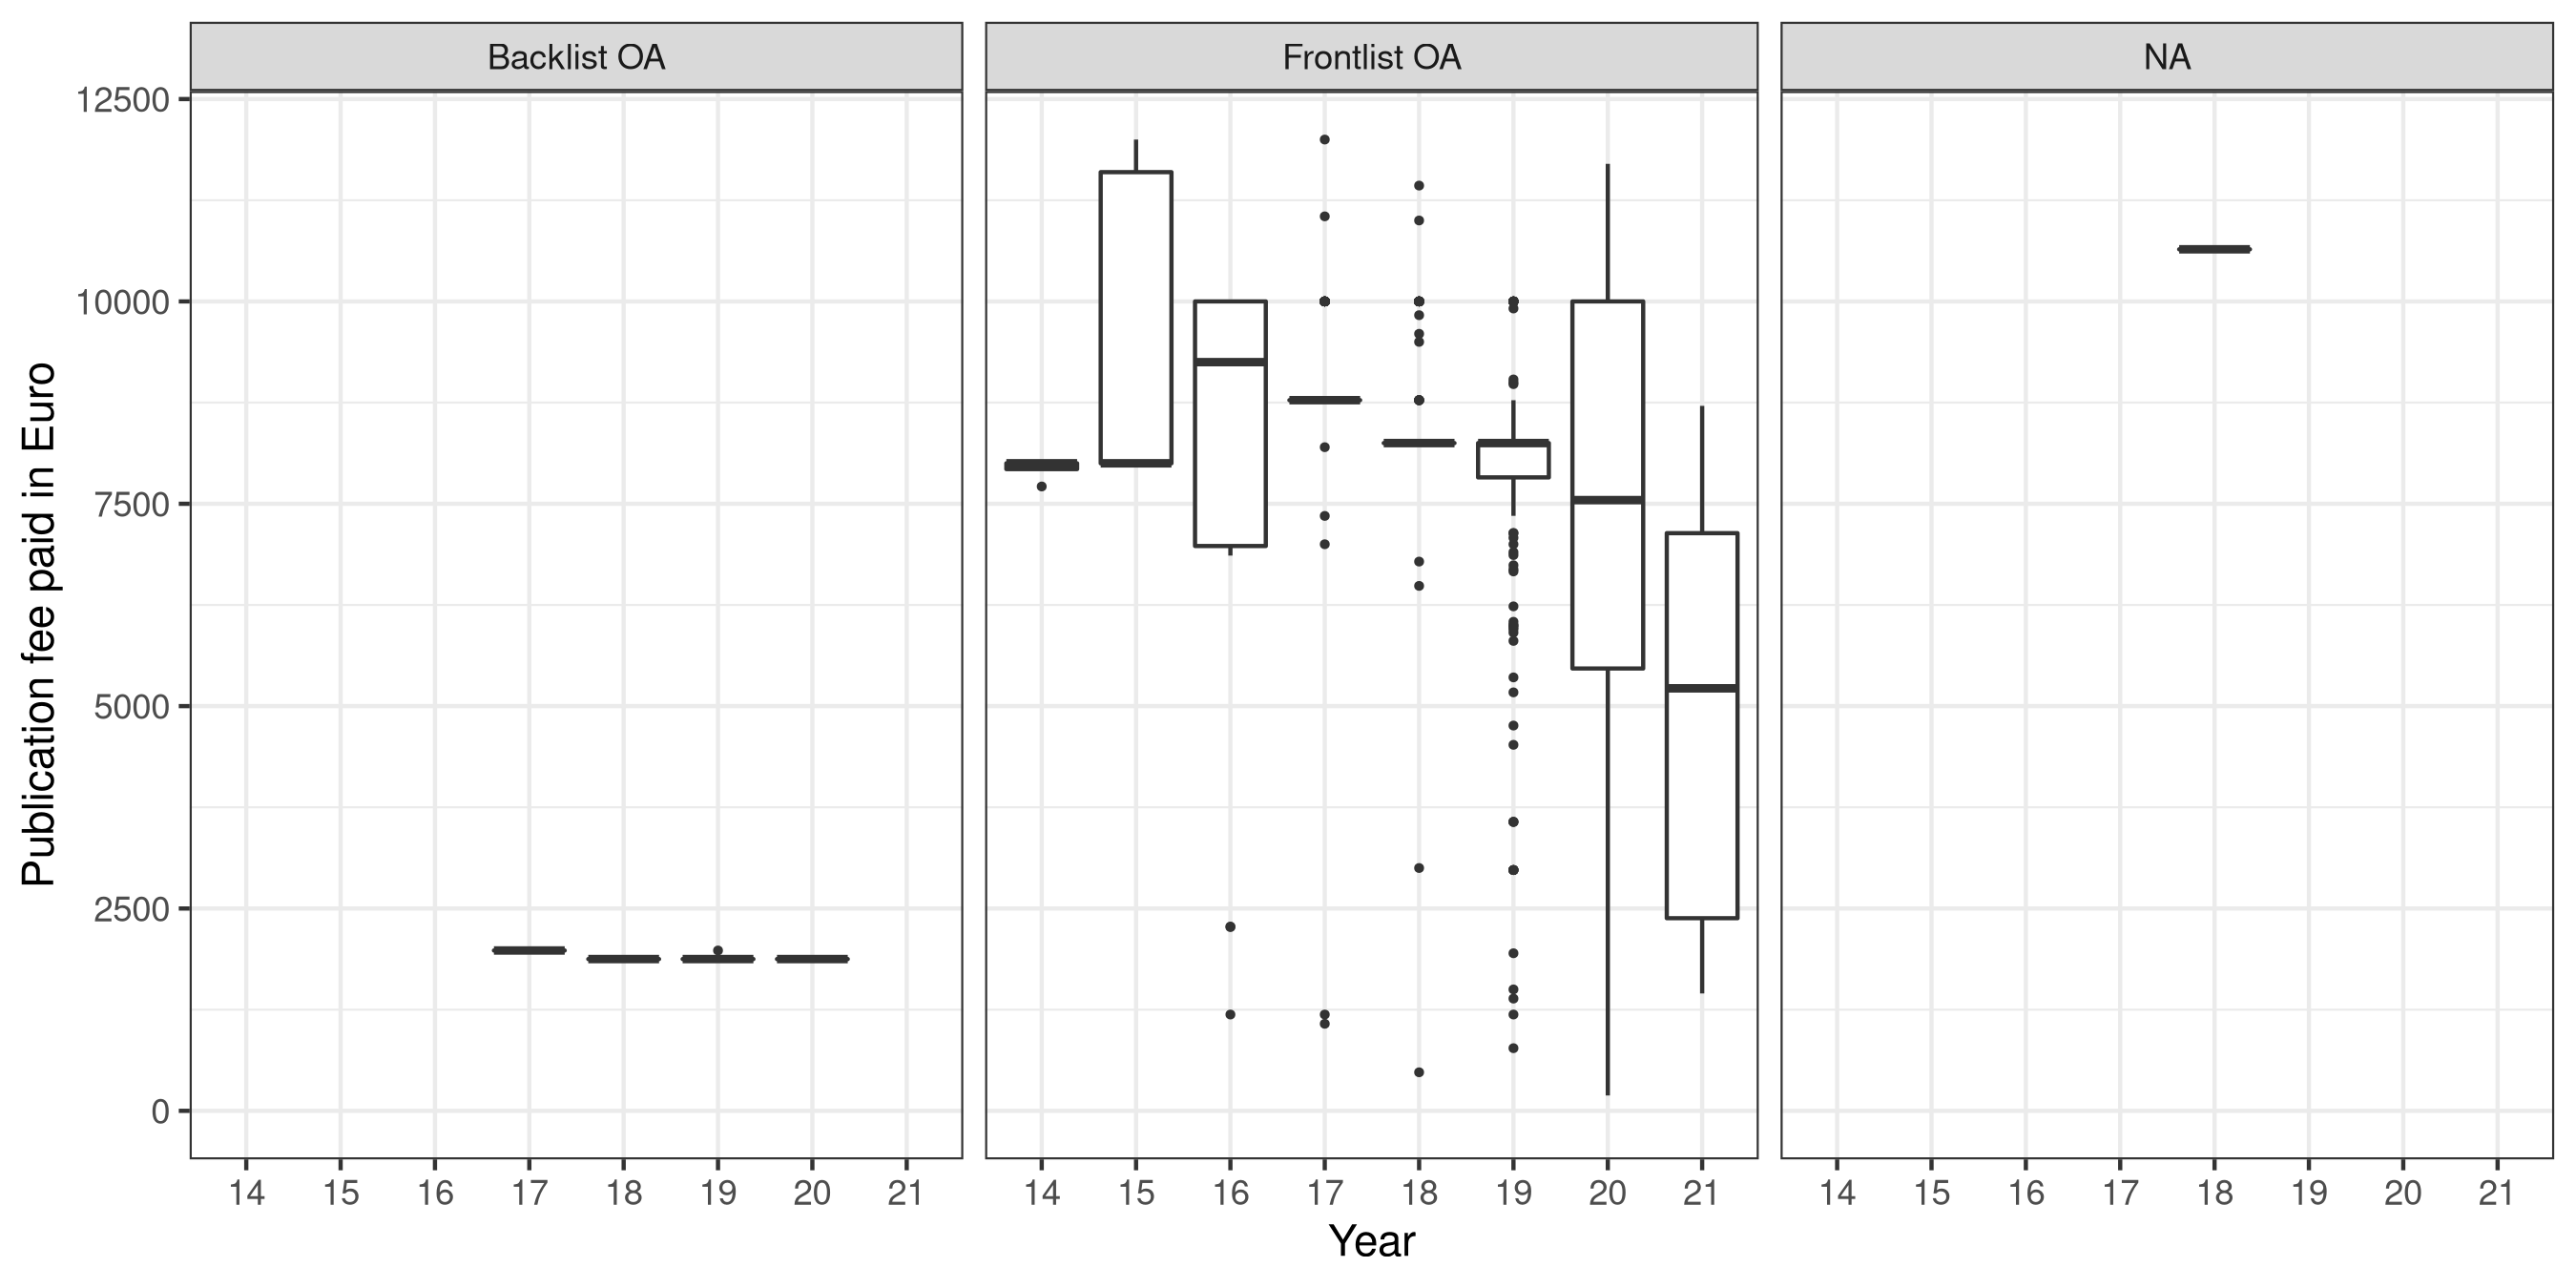 Backlist OA Frontlist OA NA
12500
10000
7500
5000
2500
0
Publication fee paid in Euro
14 15 16 17 18 19 20 21 14 15 16 17 18 19 20 21 14 15 16 17 18 19 20 21
Year